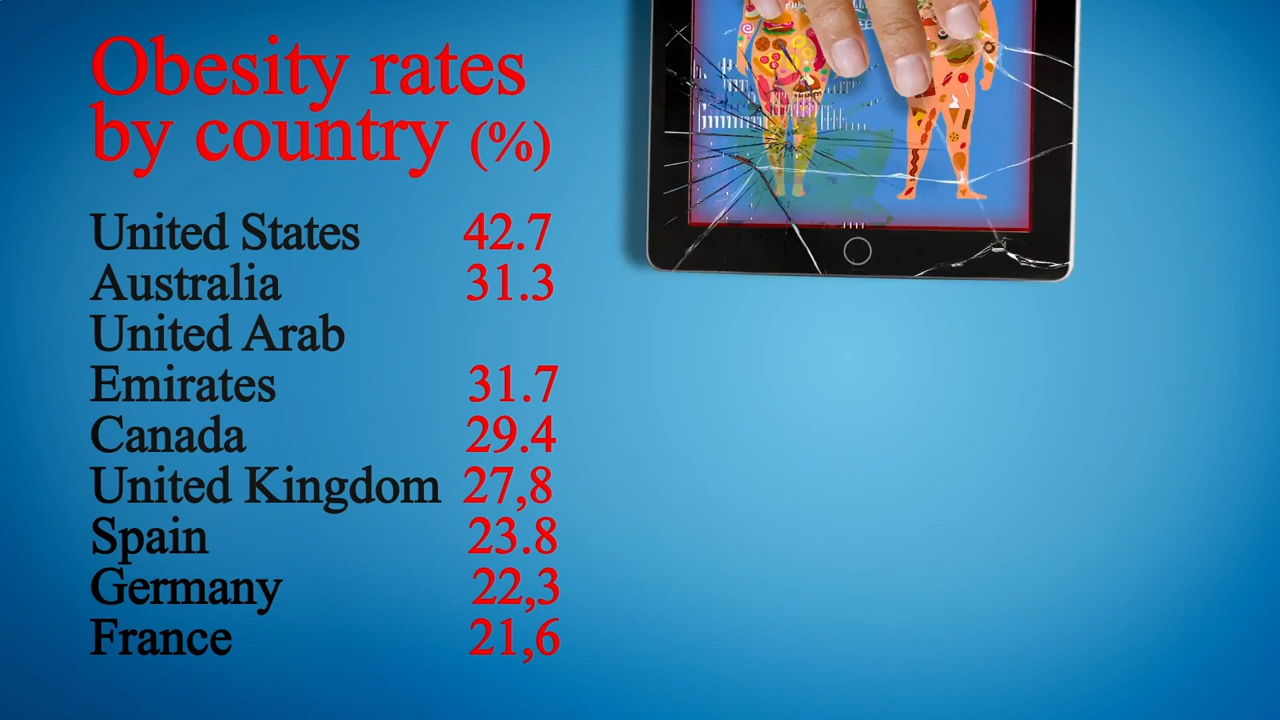 Obesity rates
by country (%)
United States 42.7
Australia 31.3
United Arab
Emirates 31.7
Canada 29.4
United Kingdom 27,8
Spain 23.8
Germany 22,3
France 21,6